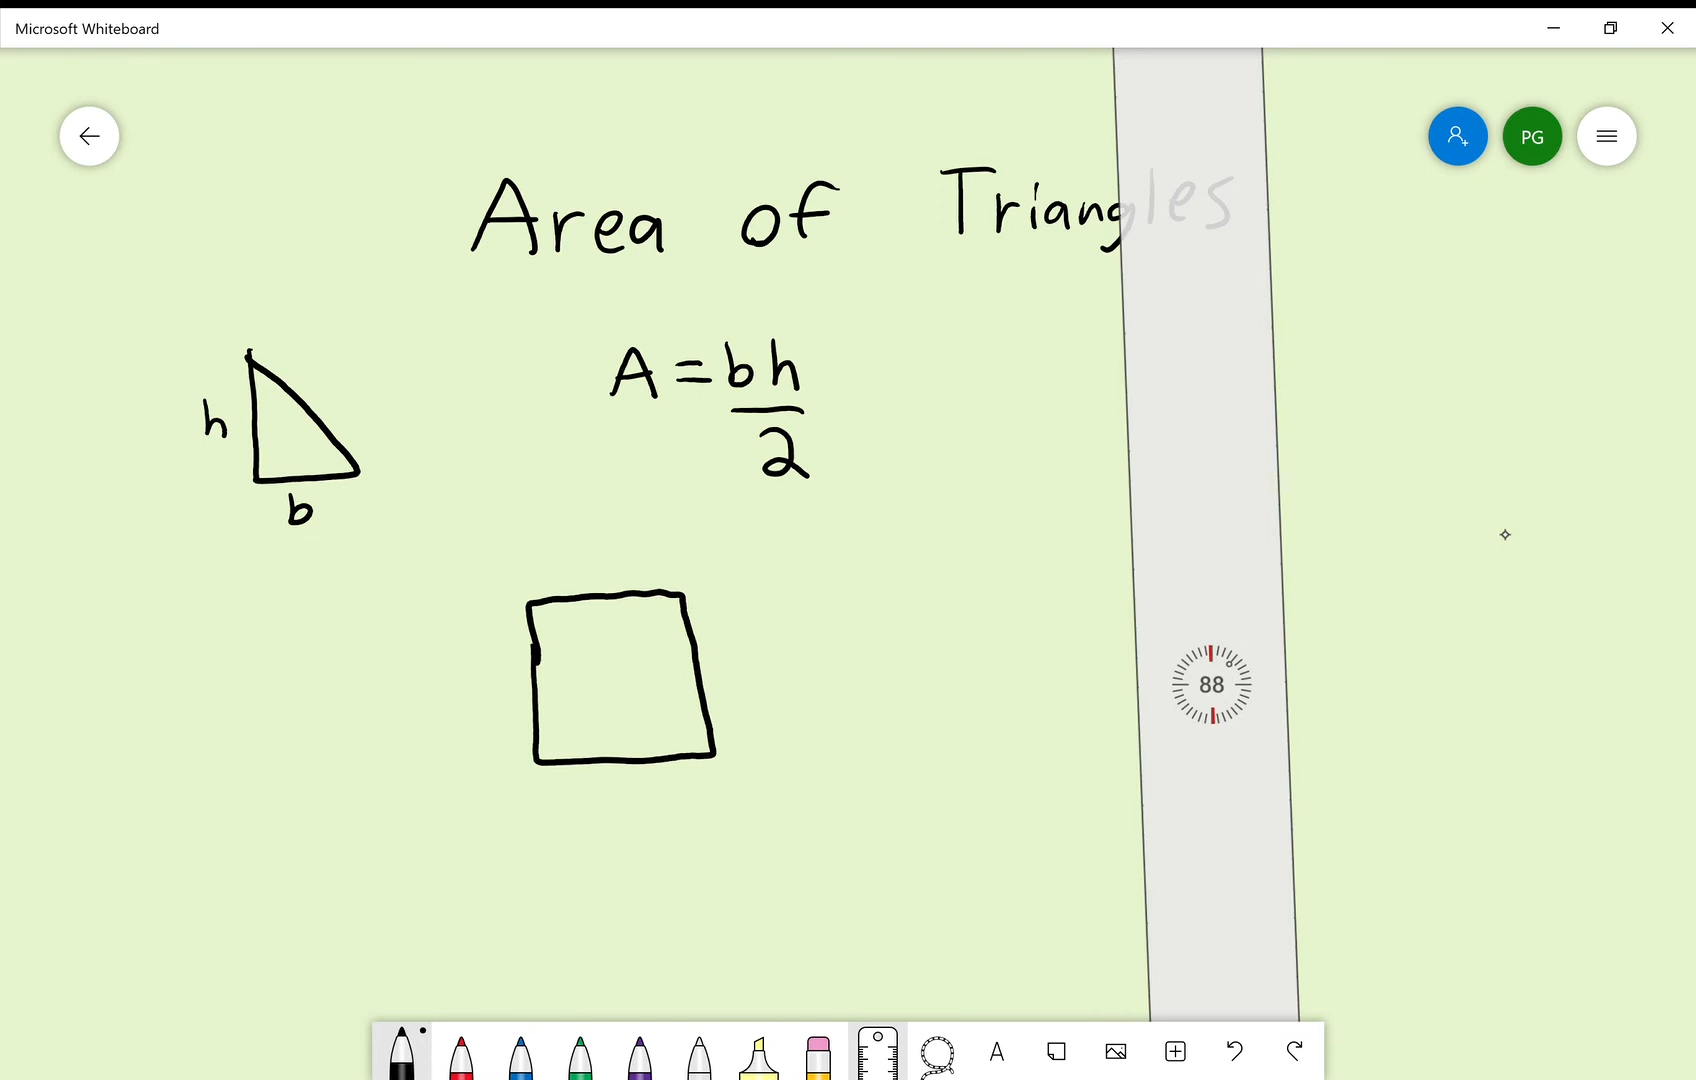 Microsoft Whiteboard
PG
Area of Triangles
A = bh
2
h
b
88
A